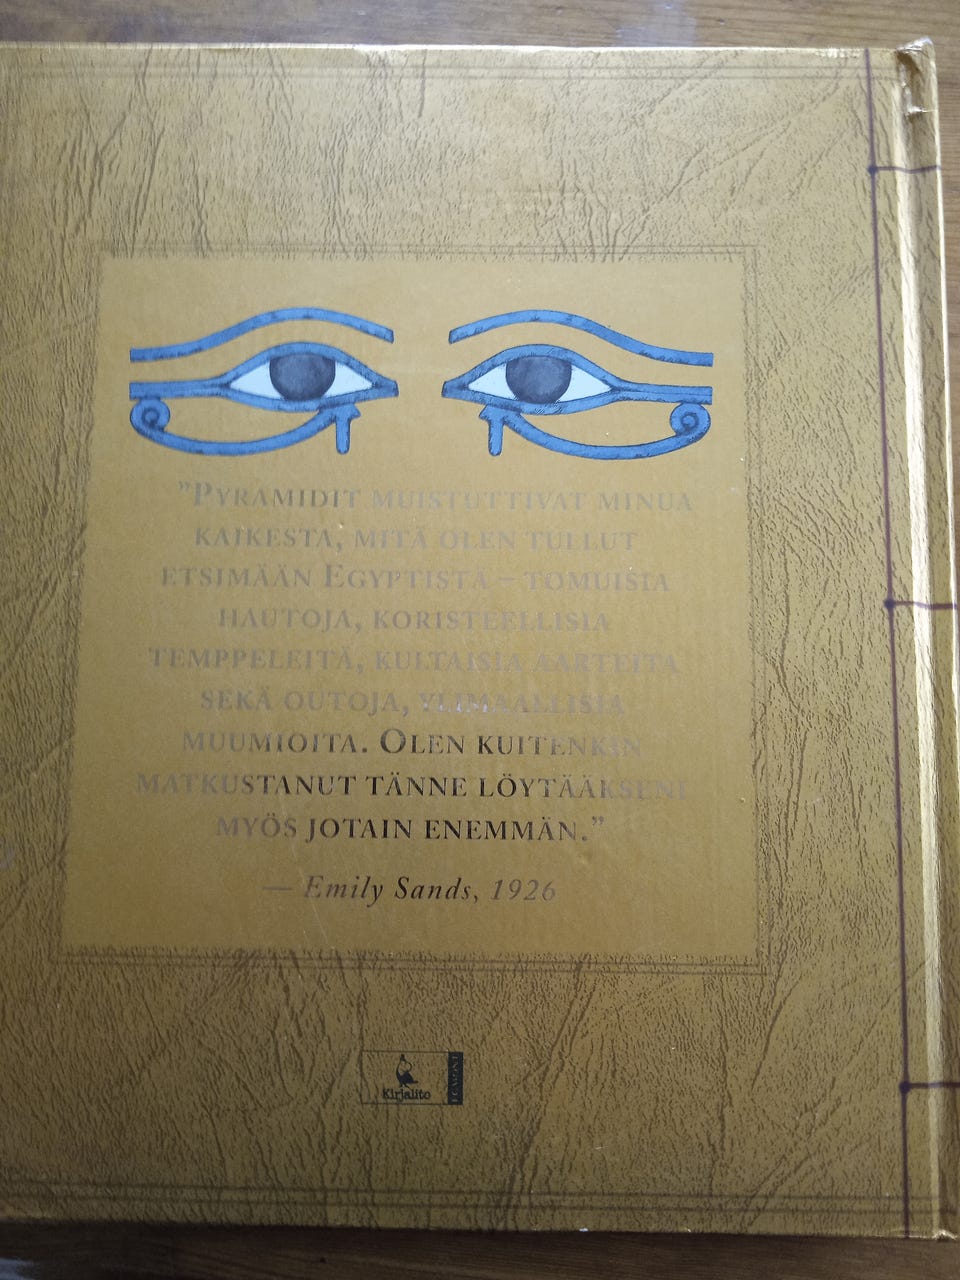 "Pyramidit muistuttivat minua
kaikesta, mitä olen tullut
etsimään Egyptistä – tomuisia
hautoja, koristeellisia
temppeleitä, kultaisia aarteita
sekä outoja, ylimaallisia
muumioita. Olen kuitenkin
matkustanut tänne löytääkseni
myös jotain enemmän."
— Emily Sands, 1926
Kirjalito
EGMONT